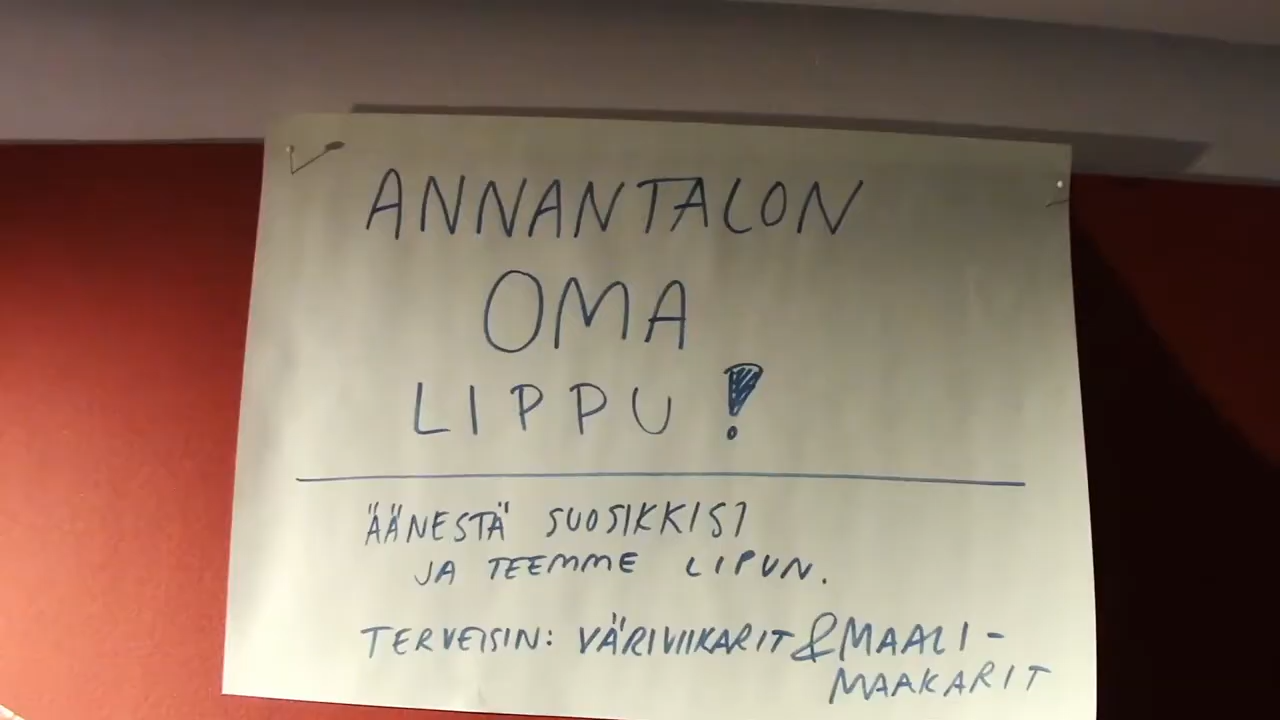 ANNANTALON
OMA
LIPPU!
ÄÄNESTÄ SUOSIKKISI
JA TEEMME LIPUN.
TERVEISIN: VÄRIVIIKARIT & MAALI-
MAAKARIT